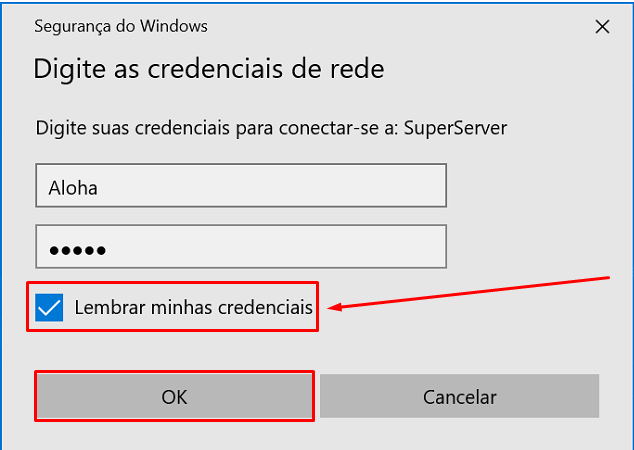 Segurança do Windows
Digite as credenciais de rede
Digite suas credenciais para conectar-se a: SuperServer
Aloha
●●●●●
Lembrar minhas credenciais
OK
Cancelar